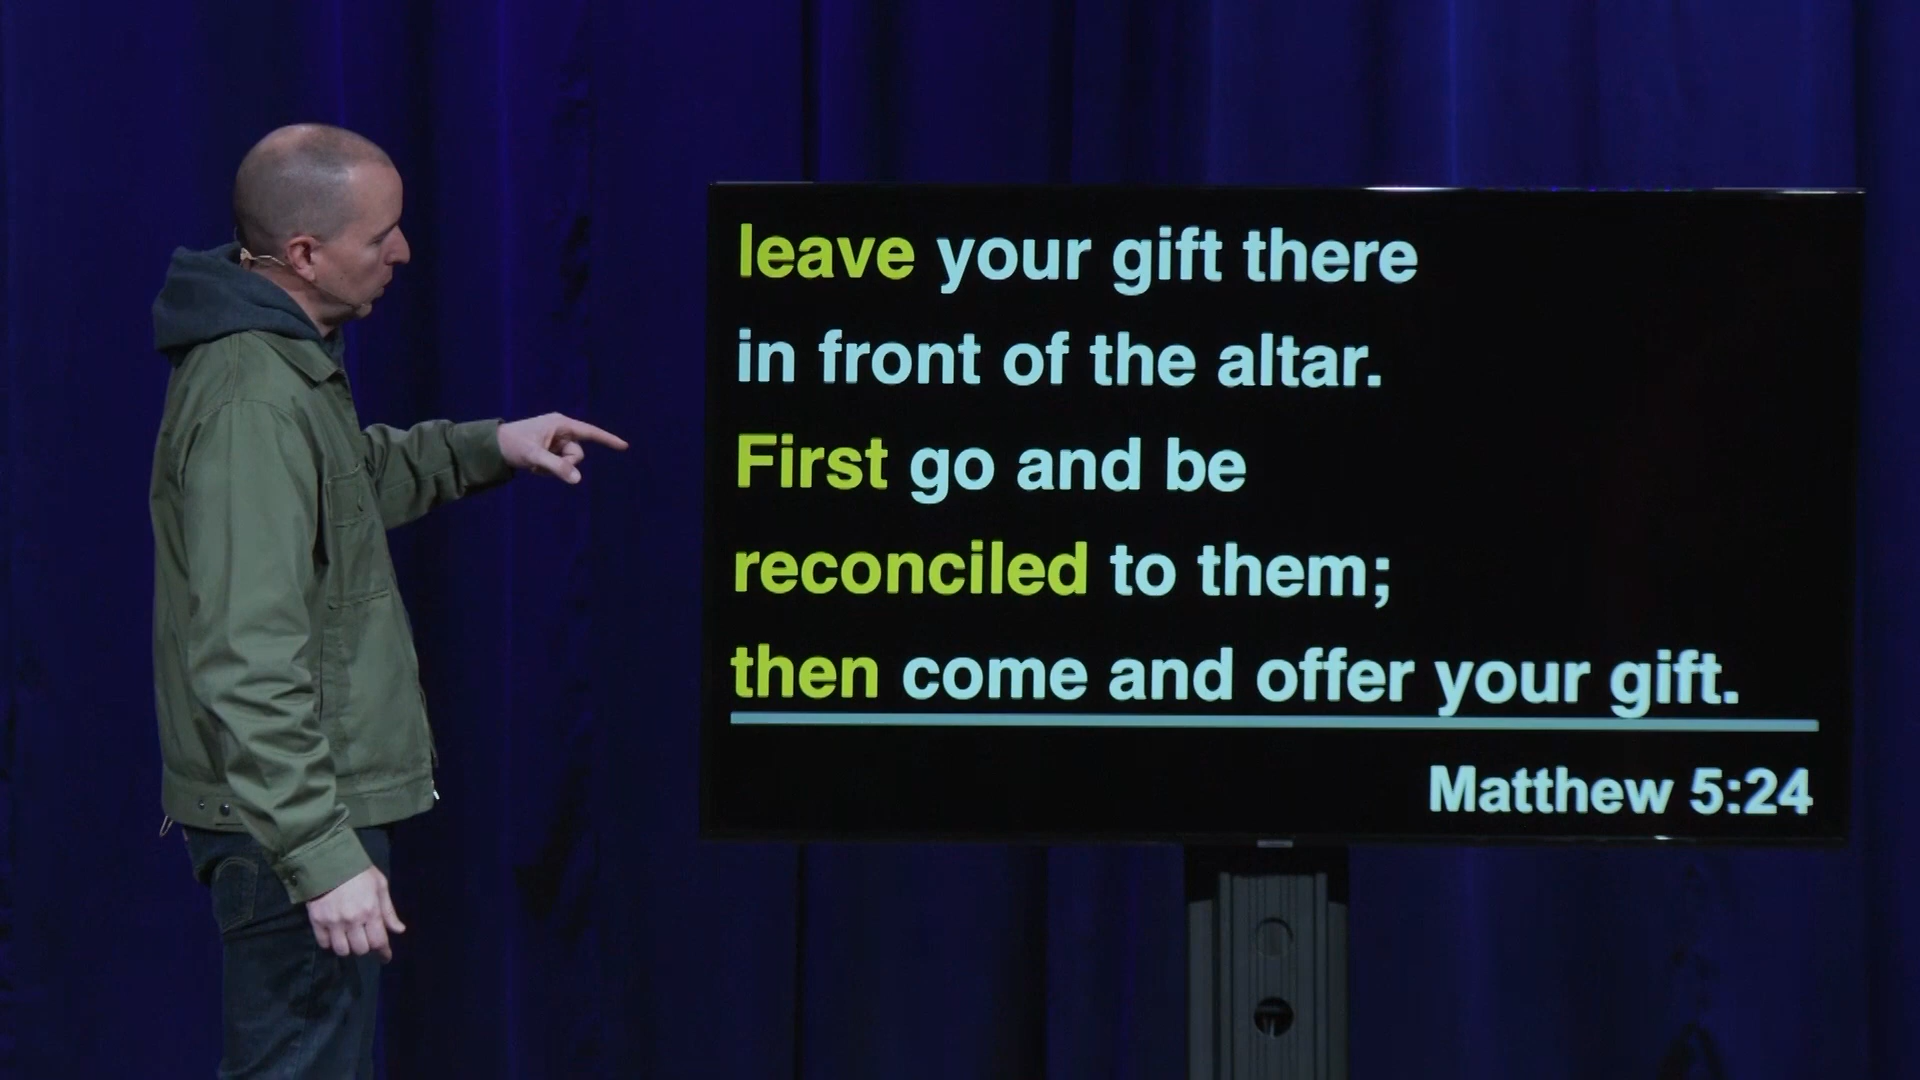 leave your gift there
in front of the altar.
First go and be
reconciled to them;
then come and offer your gift.
Matthew 5:24